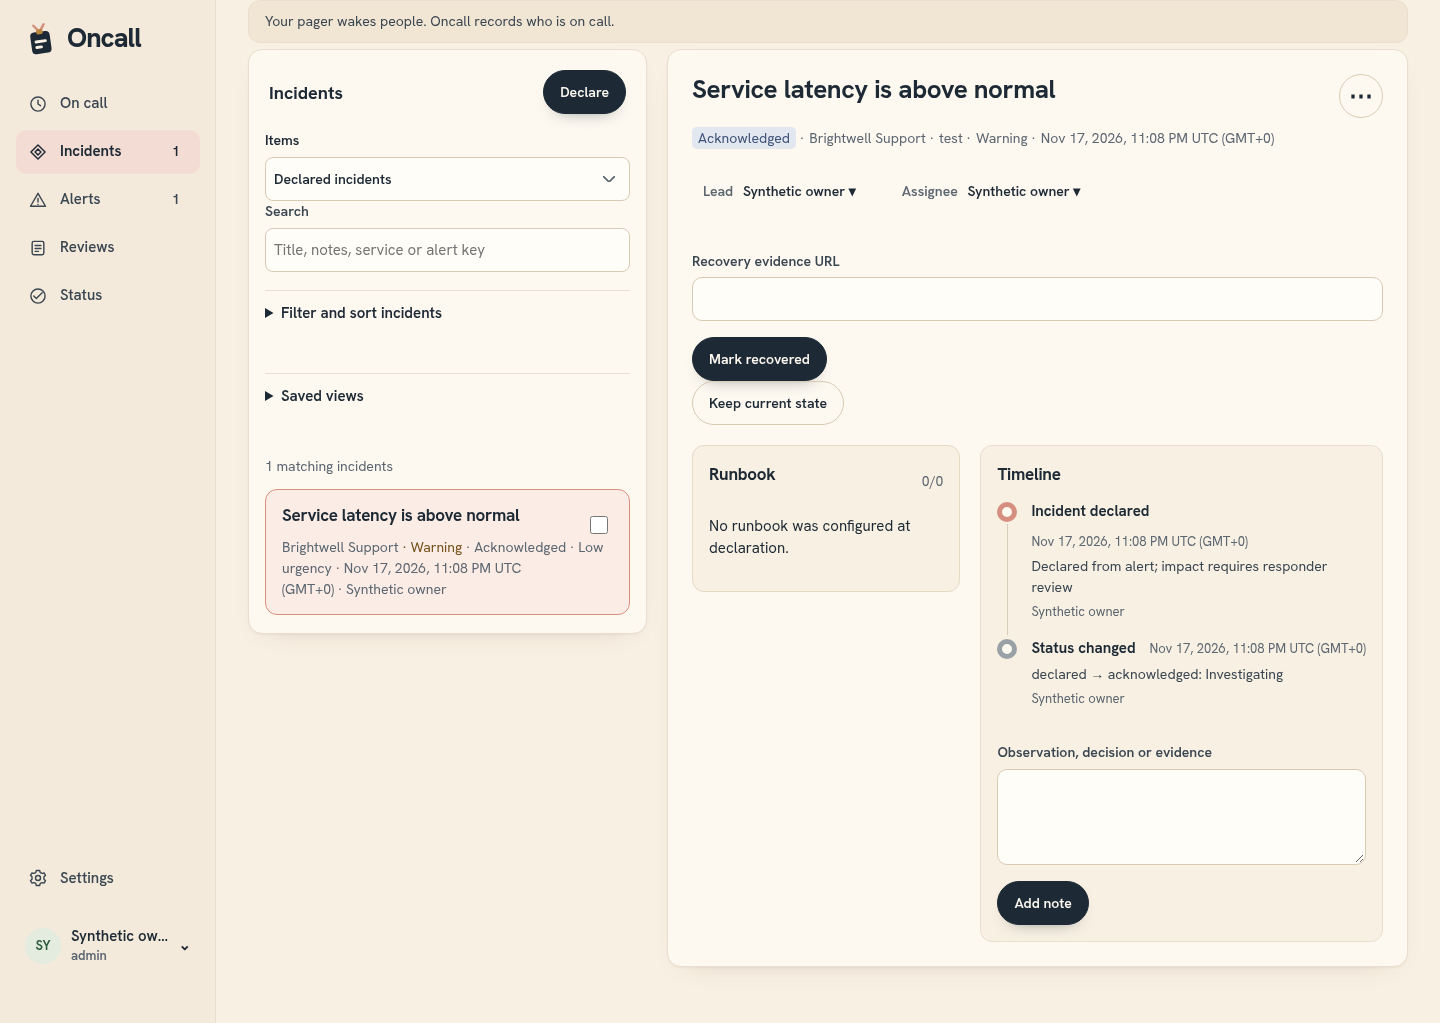 Oncall
On call
Incidents 1
Alerts 1
Reviews
Status
Settings
SY
Synthetic ow...
admin
Your pager wakes people. Oncall records who is on call.
Incidents
Declare
Items
Declared incidents
Search
Title, notes, service or alert key
Filter and sort incidents
Saved views
1 matching incidents
Service latency is above normal
Brightwell Support · Warning · Acknowledged · Low
urgency · Nov 17, 2026, 11:08 PM UTC
(GMT+0) · Synthetic owner
Service latency is above normal
Acknowledged · Brightwell Support · test · Warning · Nov 17, 2026, 11:08 PM UTC (GMT+0)
Lead Synthetic owner ▾ Assignee Synthetic owner ▾
Recovery evidence URL
Mark recovered
Keep current state
Runbook
0/0
No runbook was configured at
declaration.
Timeline
Incident declared
Nov 17, 2026, 11:08 PM UTC (GMT+0)
Declared from alert; impact requires responder
review
Synthetic owner
Status changed Nov 17, 2026, 11:08 PM UTC (GMT+0)
declared → acknowledged: Investigating
Synthetic owner
Observation, decision or evidence
Add note